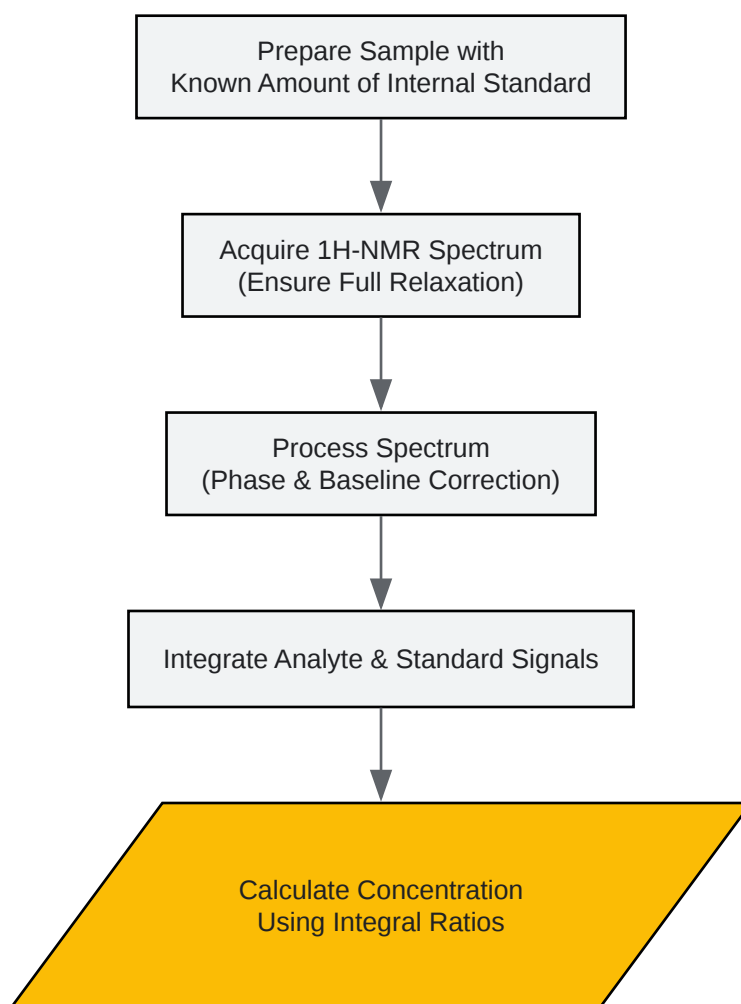 Prepare Sample with
Known Amount of Internal Standard
Acquire 1H-NMR Spectrum
(Ensure Full Relaxation)
Process Spectrum
(Phase & Baseline Correction)
Integrate Analyte & Standard Signals
Calculate Concentration
Using Integral Ratios